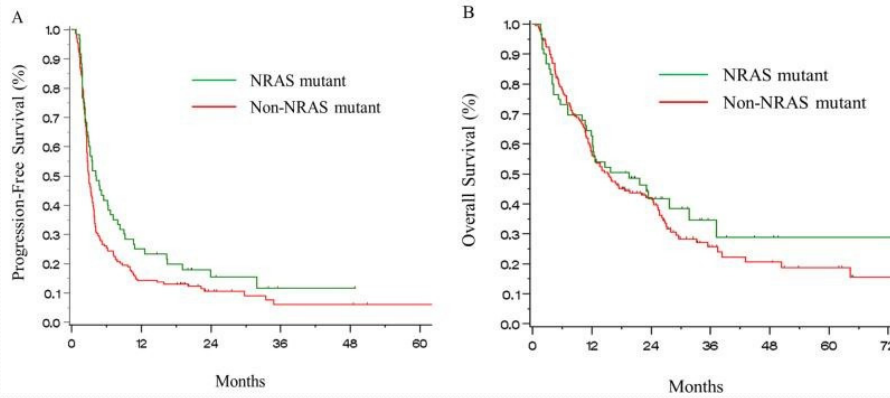 A
Progression-Free Survival (%)
1.0
0.9
0.8
0.7
0.6
0.5
0.4
0.3
0.2
0.1
0.0
NRAS mutant
Non-NRAS mutant
0 12 24 36 48 60
Months
B
Overall Survival (%)
1.0
0.9
0.8
0.7
0.6
0.5
0.4
0.3
0.2
0.1
0.0
NRAS mutant
Non-NRAS mutant
0 12 24 36 48 60 72
Months